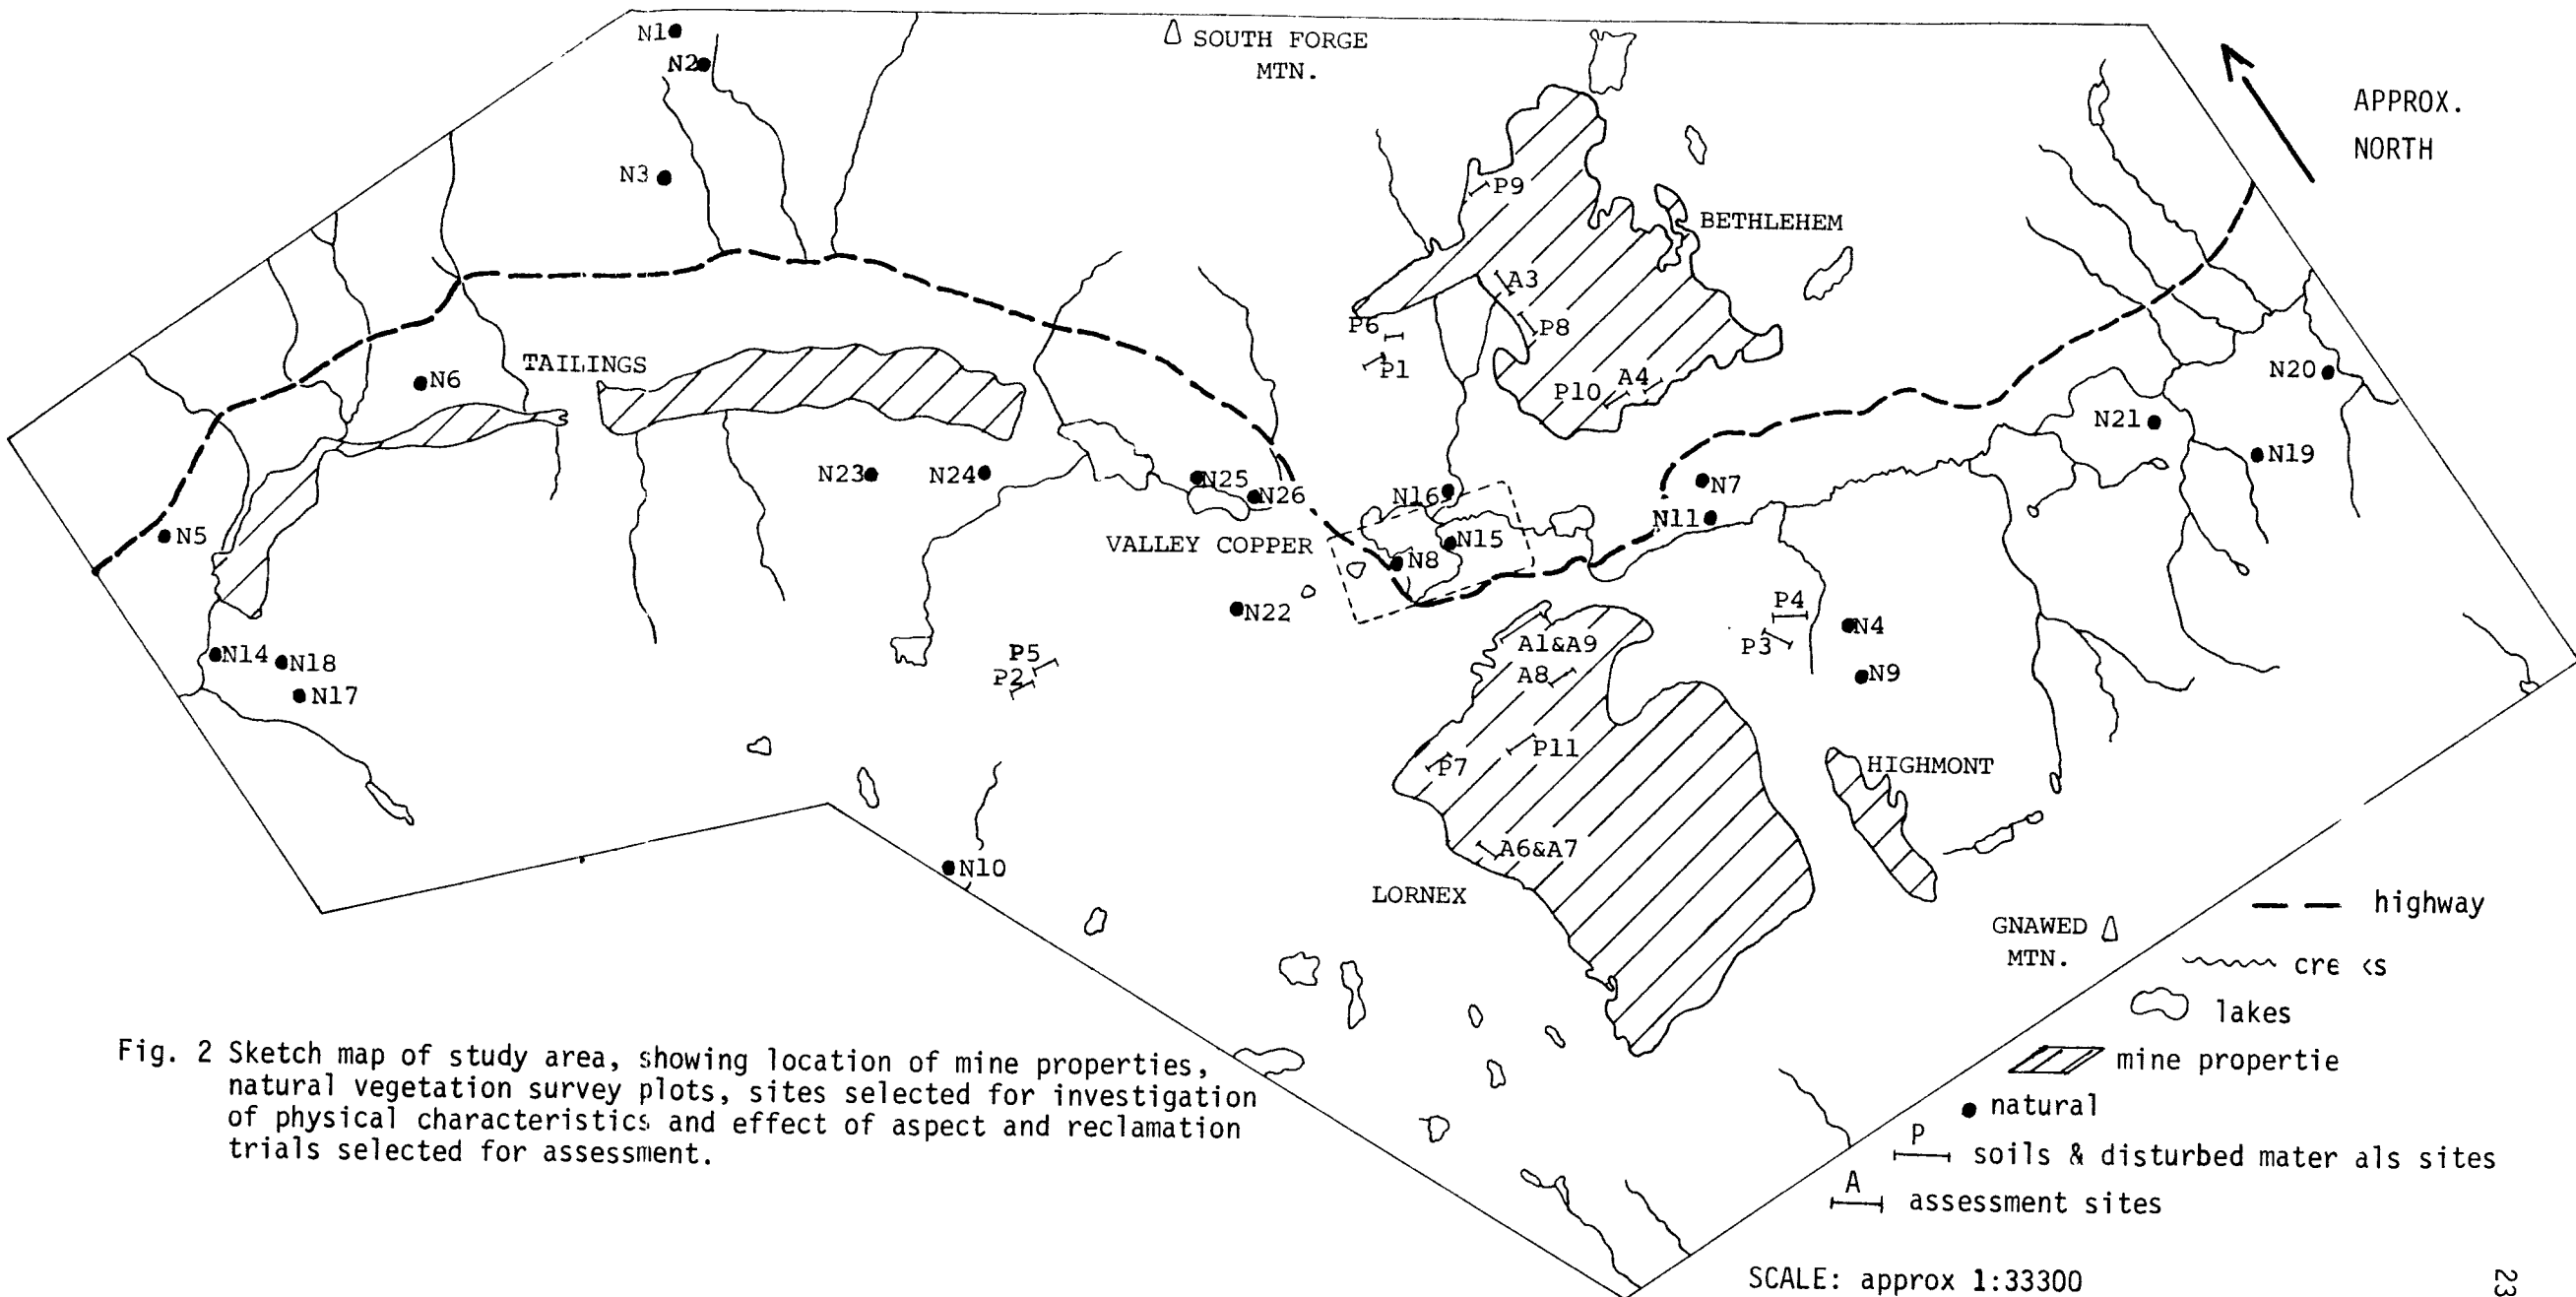 N1
N2
SOUTH FORGE
MTN.
APPROX.
NORTH
N3
P9
BETHLEHEM
A3
P6
P8
P1
TAILINGS
N6
P10
A4
N20
N21
N19
N23
N24
N25
N26
N16
N7
N11
N5
VALLEY COPPER
N15
N8
N22
P4
N4
P3
A1&A9
N14
N18
P5
P2
A8
N9
N17
P11
P7
HIGHMONT
A6&A7
N10
LORNEX
highway
GNAWED
MTN.
cre ks
lakes
mine propertie
natural
P
soils & disturbed mater als sites
A
assessment sites
Fig. 2 Sketch map of study area, showing location of mine properties,
natural vegetation survey plots, sites selected for investigation
of physical characteristics and effect of aspect and reclamation
trials selected for assessment.
SCALE: approx 1:33300
23